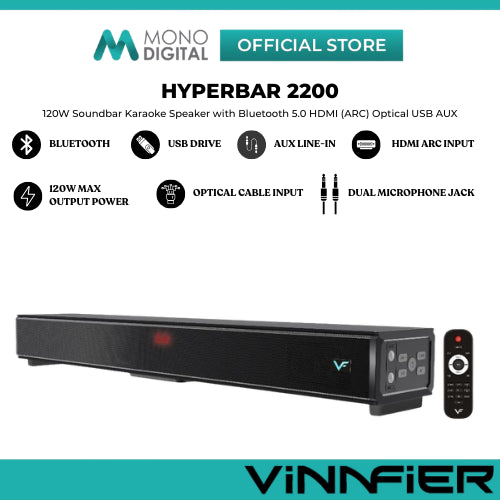 MONO
DIGITAL
OFFICIAL STORE
HYPERBAR 2200
120W Soundbar Karaoke Speaker with Bluetooth 5.0 HDMI (ARC) Optical USB AUX
BLUETOOTH
USB DRIVE
AUX LINE-IN
HDMI ARC INPUT
120W MAX
OUTPUT POWER
OPTICAL CABLE INPUT
DUAL MICROPHONE JACK
VF
VF
VINNFIER